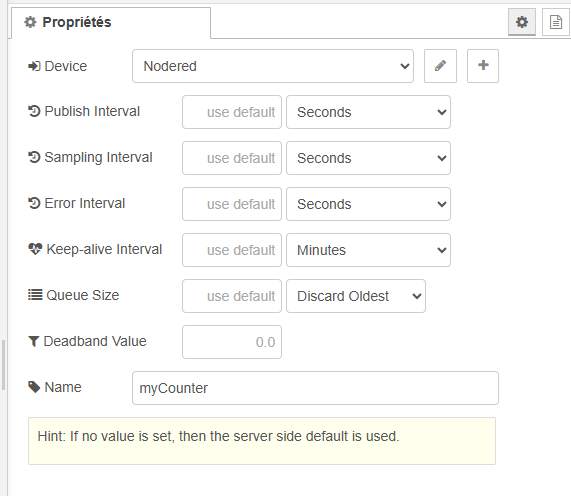 Propriétés
Device Nodered
Publish Interval use default Seconds
Sampling Interval use default Seconds
Error Interval use default Seconds
Keep-alive Interval use default Minutes
Queue Size use default Discard Oldest
Deadband Value 0.0
Name myCounter
Hint: If no value is set, then the server side default is used.